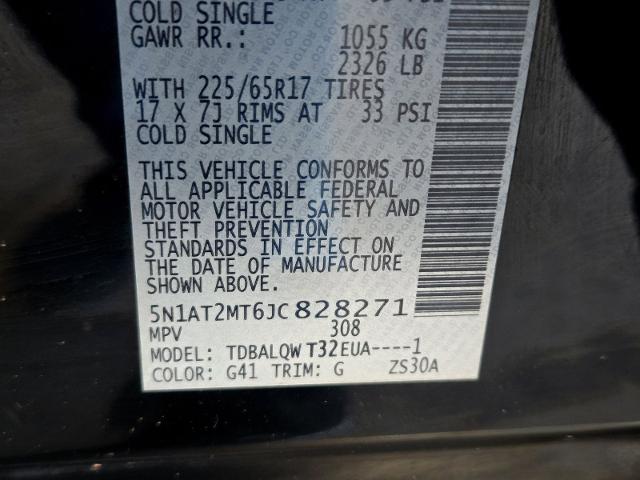 COLD SINGLE
GAWR RR.: 1055 KG
2326 LB
WITH 225/65R17 TIRES
17 X 7J RIMS AT 33 PSI
COLD SINGLE
THIS VEHICLE CONFORMS TO
ALL APPLICABLE FEDERAL
MOTOR VEHICLE SAFETY AND
THEFT PREVENTION
STANDARDS IN EFFECT ON
THE DATE OF MANUFACTURE
SHOWN ABOVE.
5N1AT2MT6JC828271
MPV 308
MODEL: TDBALQWT32EUA----1
COLOR: G41 TRIM: G ZS30A